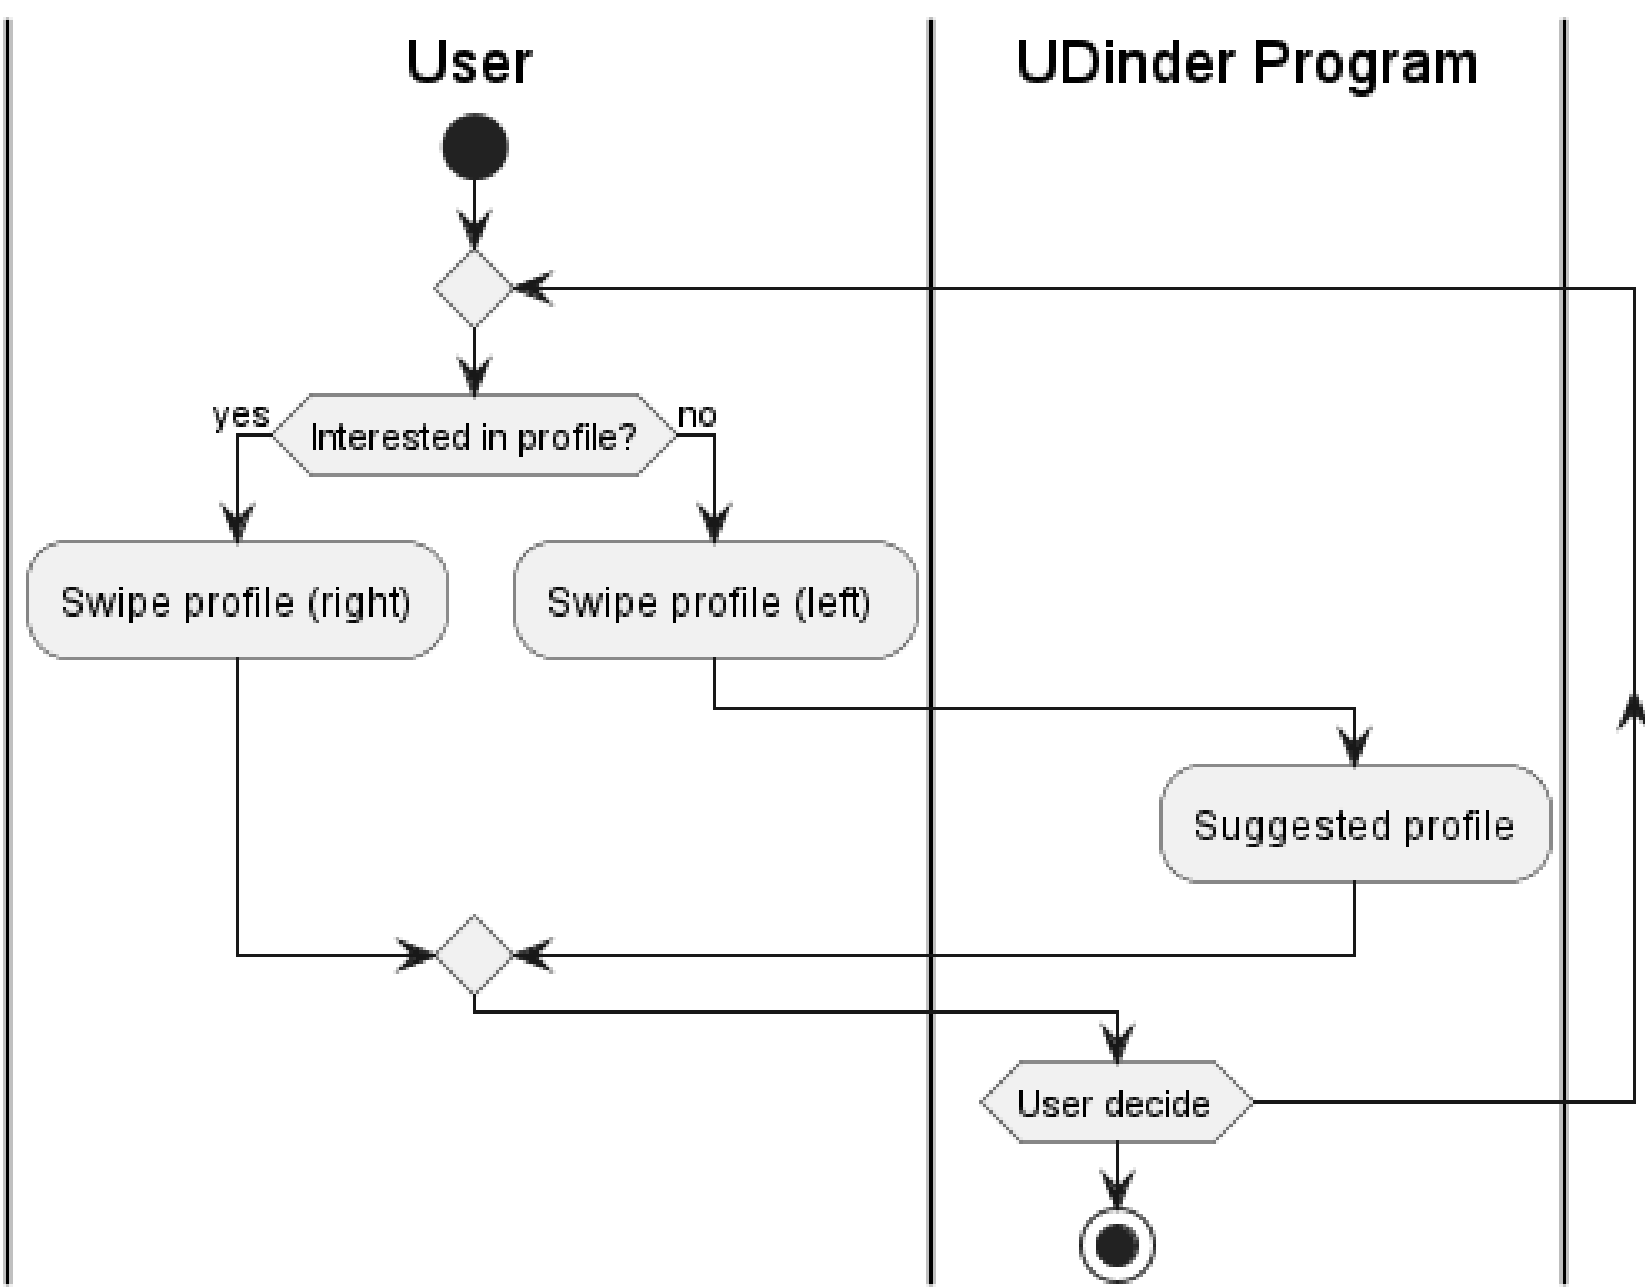 User
UDinder Program
yes
Interested in profile?
no
Swipe profile (right)
Swipe profile (left)
Suggested profile
User decide